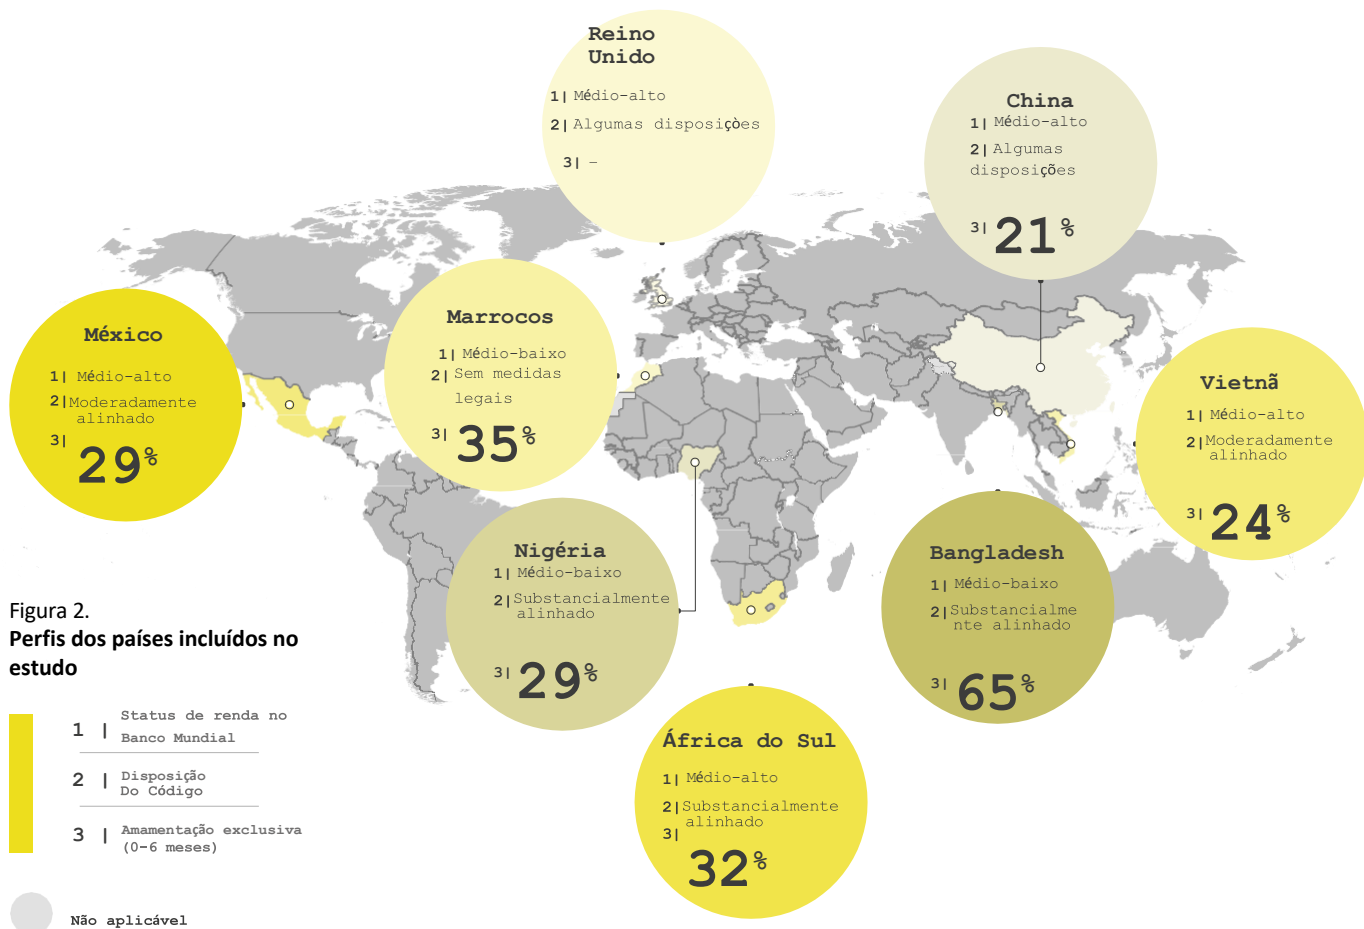 Reino
Unido
1| Médio-alto
2| Algumas disposiçòes
3| –
China
1| Médio-alto
2| Algumas
disposições
3| 21%
México
1| Médio-alto
2| Moderadamente
alinhado
3|
29%
Marrocos
1| Médio-baixo
2| Sem medidas
legais
3| 35%
Vietnã
1| Médio-alto
2| Moderadamente
alinhado
3| 24%
Nigéria
1| Médio-baixo
2| Substantialmente
alinhado
3| 29%
Bangladesh
1| Médio-baixo
2| Substancialme
nte alinhado
3| 65%
África do Sul
1| Médio-alto
2| Substancialmente
alinhado
3|
32%
Figura 2.
Perfis dos países incluídos no
estudo
1 | Status de renda no
Banco Mundial
2 | Disposição
Do Código
3 | Amamentação exclusiva
(0-6 meses)
Não aplicável